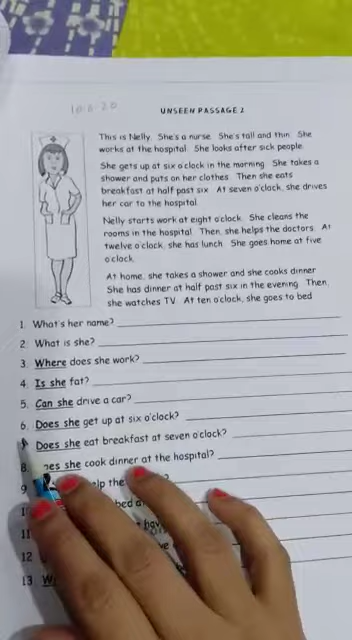 10.6.20
UNSEEN PASSAGE 2
This is Nelly. She's a nurse. She's tall and thin. She
works at the hospital. She looks after sick people.
She gets up at six o'clock in the morning. She takes a
shower and puts on her clothes. Then she eats
breakfast at half past six. At seven o'clock, she drives
her car to the hospital.
Nelly starts work at eight o'clock. She cleans the
rooms in the hospital. Then, she helps the doctors. At
twelve o'clock, she has lunch. She goes home at five
o'clock.
At home, she takes a shower and she cooks dinner.
She has dinner at half past six in the evening. Then,
she watches TV. At ten o'clock, she goes to bed.
1. What's her name?
2. What is she?
3. Where does she work?
4. Is she fat?
5. Can she drive a car?
6. Does she get up at six o'clock?
Does she eat breakfast at seven o'clock?
8. she cook dinner at the hospital?
9 the
bed
11
12
13